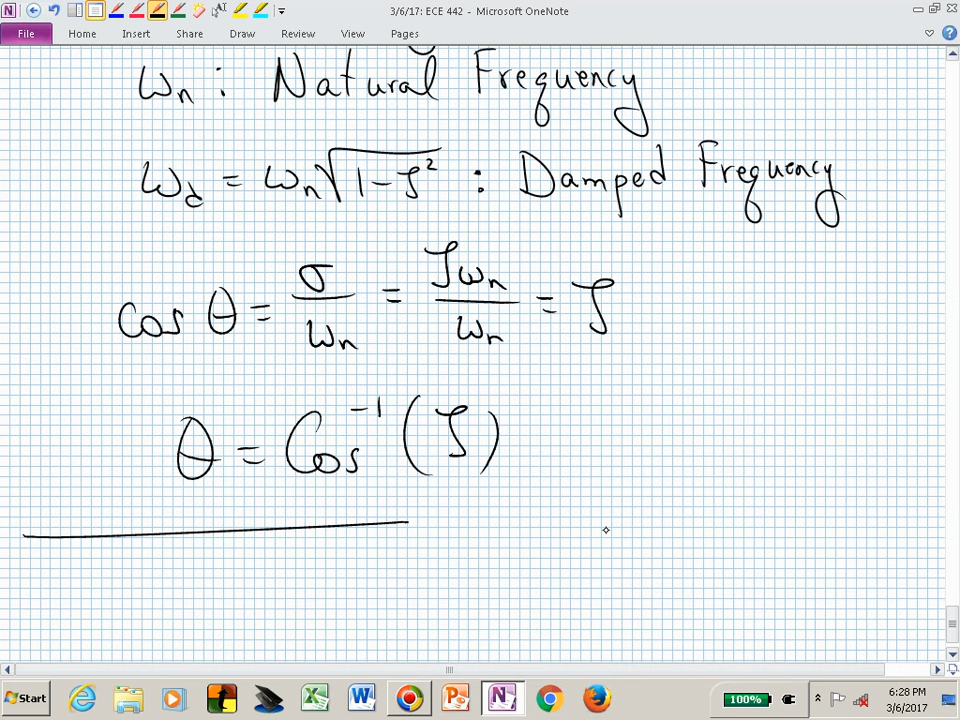 3/6/17: ECE 442 - Microsoft OneNote
File Home Insert Share Draw Review View Pages
ωn : Natural Frequency
ωd = ωn√(1-ζ²) : Damped Frequency
cos θ = σ/ωn = ζωn/ωn = ζ
θ = Cos⁻¹(ζ)
Start 100% 6:28 PM
3/6/2017